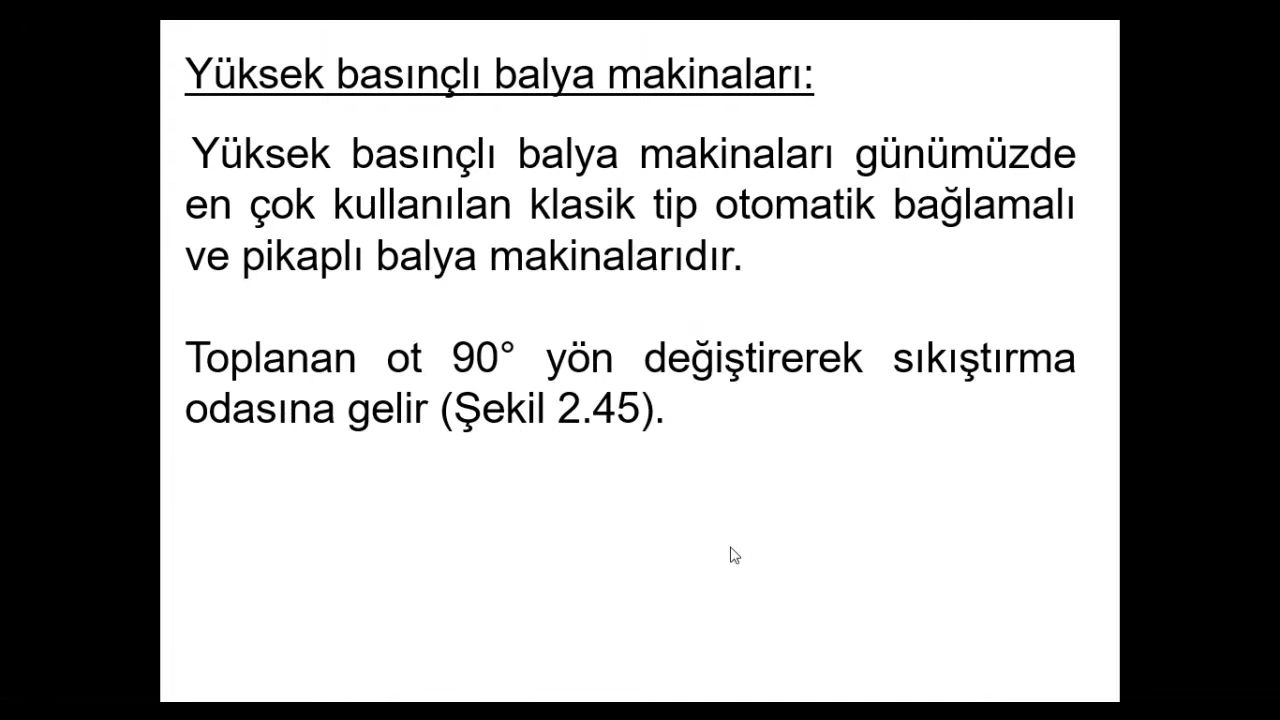 Yüksek basınçlı balya makinaları:
Yüksek basınçlı balya makinaları günümüzde
en çok kullanılan klasik tip otomatik bağlamalı
ve pikaplı balya makinalarıdır.
Toplanan ot 90° yön değiştirerek sıkıştırma
odasına gelir (Şekil 2.45).